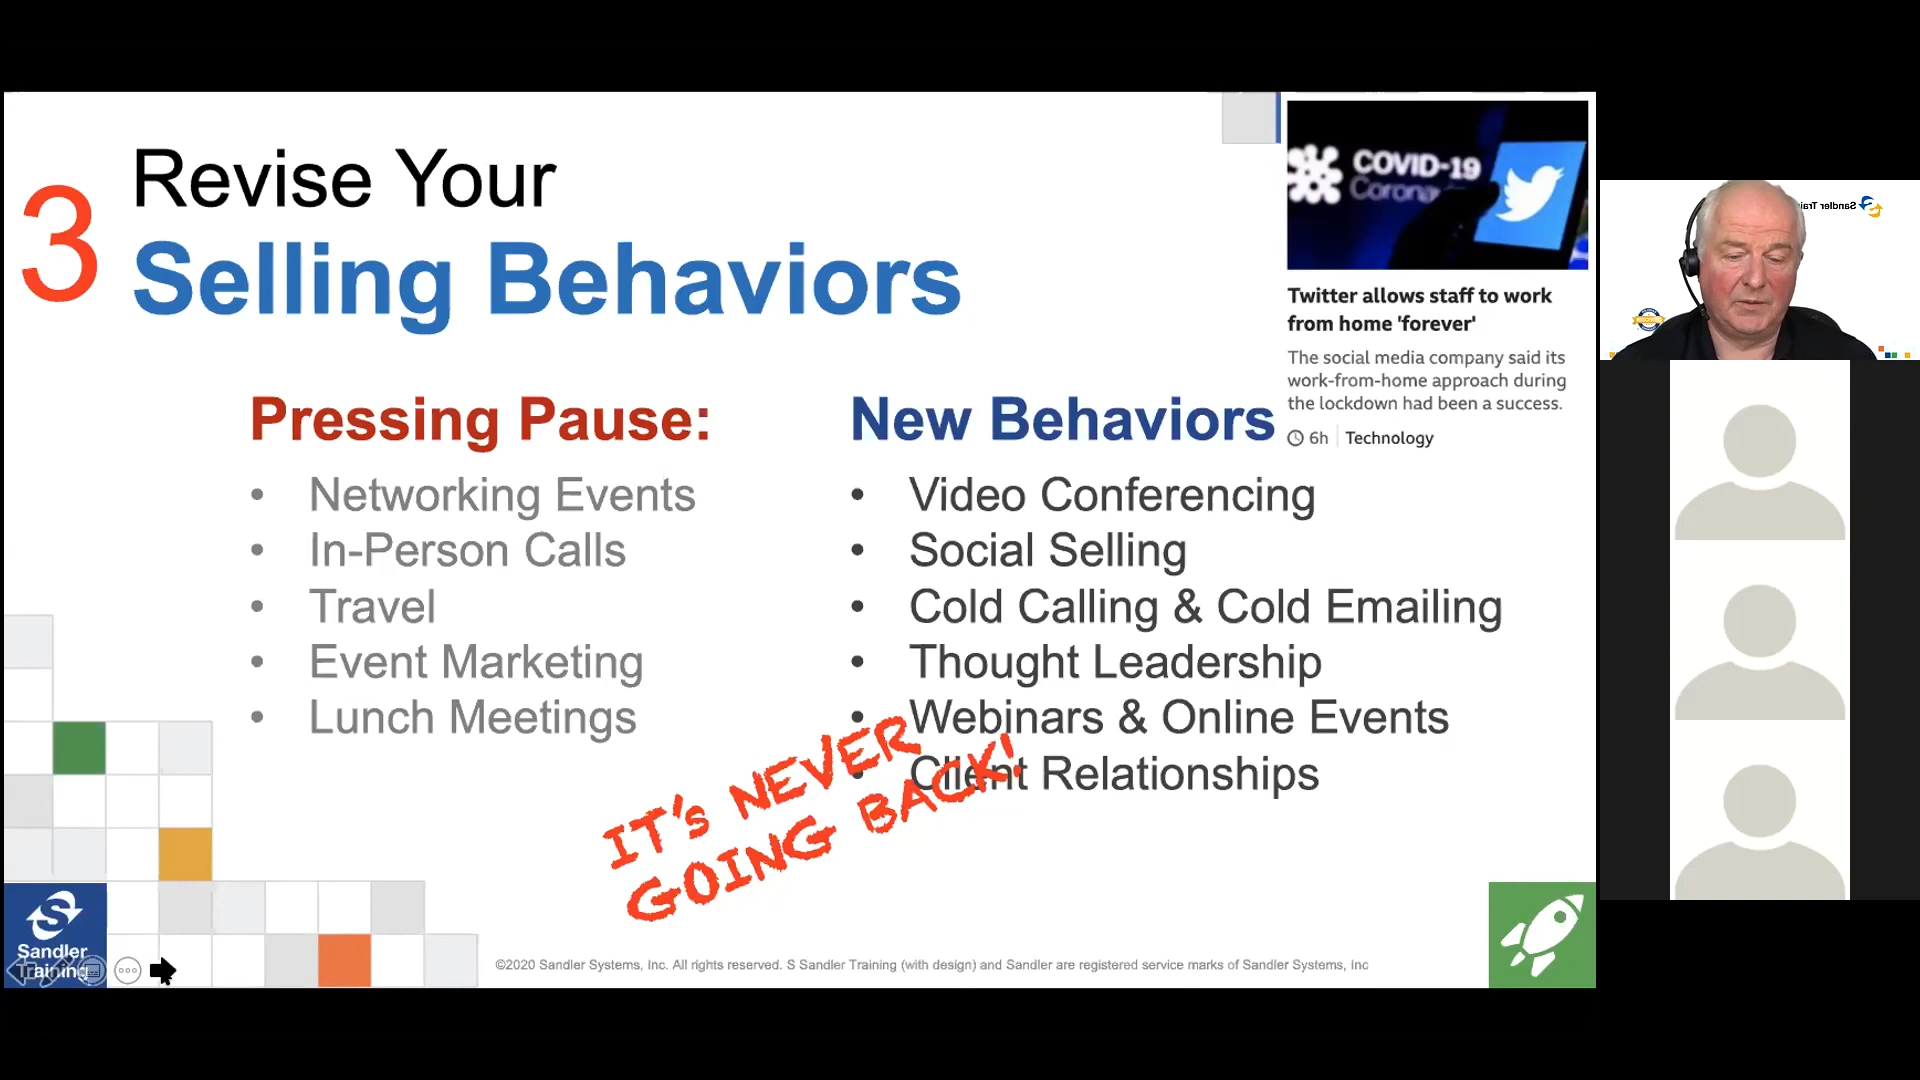 3
Revise Your
Selling Behaviors
COVID-19
Corona
Twitter allows staff to work
from home 'forever'
The social media company said its
work-from-home approach during
the lockdown had been a success.
6h | Technology
Pressing Pause:
• Networking Events
• In-Person Calls
• Travel
• Event Marketing
• Lunch Meetings
New Behaviors
• Video Conferencing
• Social Selling
• Cold Calling & Cold Emailing
• Thought Leadership
• Webinars & Online Events
• Client Relationships
IT'S NEVER
GOING BACK!
Sandler
Training
©2020 Sandler Systems, Inc. All rights reserved. S Sandler Training (with design) and Sandler are registered service marks of Sandler Systems, Inc
Sandler Trai